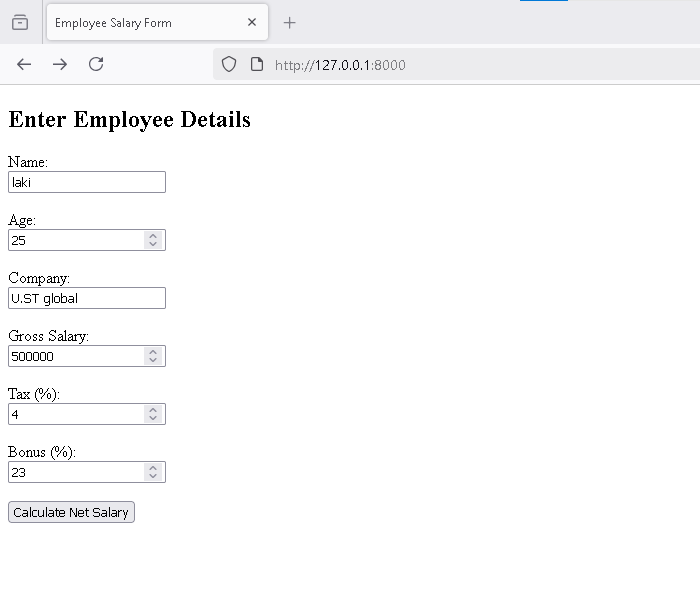 Employee Salary Form
http://127.0.0.1:8000
Enter Employee Details
Name:
laki
Age:
25
Company:
U.ST global
Gross Salary:
500000
Tax (%):
4
Bonus (%):
23
Calculate Net Salary